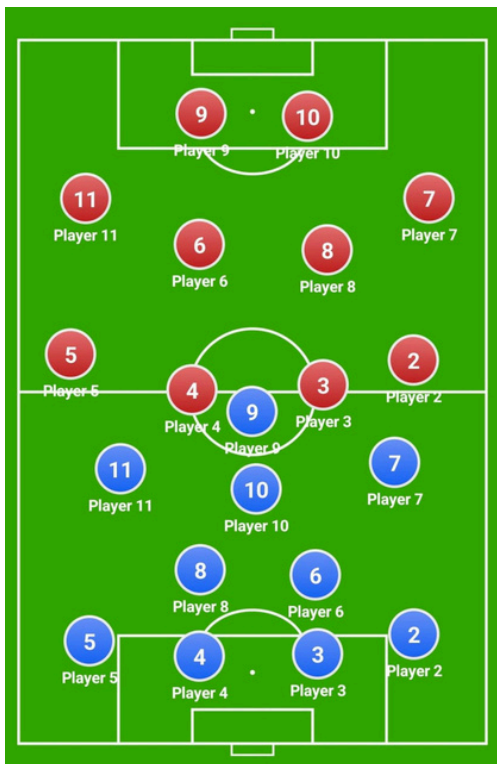 9
10
Player 9
Player 10
11
7
Player 11
Player 7
6
8
Player 6
Player 8
5
2
4
3
Player 5
Player 2
Player 4
Player 3
9
Player 9
11
7
10
Player 11
Player 7
Player 10
8
6
Player 8
Player 6
5
2
4
3
Player 5
Player 2
Player 4
Player 3